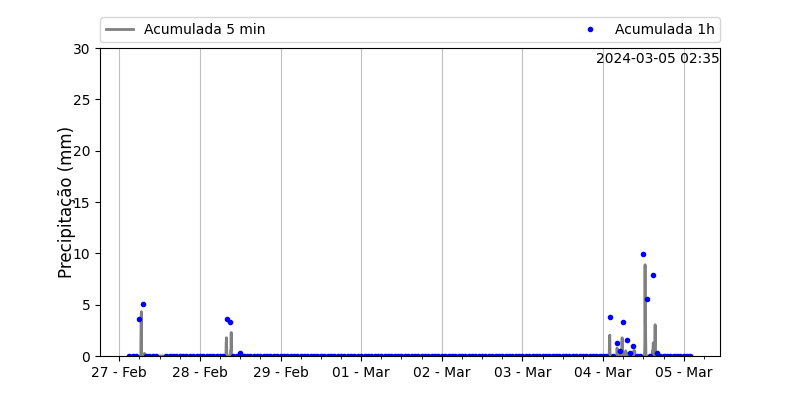 Acumulada 5 min
Acumulada 1h
2024-03-05 02:35
Precipitação (mm)
30
25
20
15
10
5
0
27 - Feb
28 - Feb
29 - Feb
01 - Mar
02 - Mar
03 - Mar
04 - Mar
05 - Mar